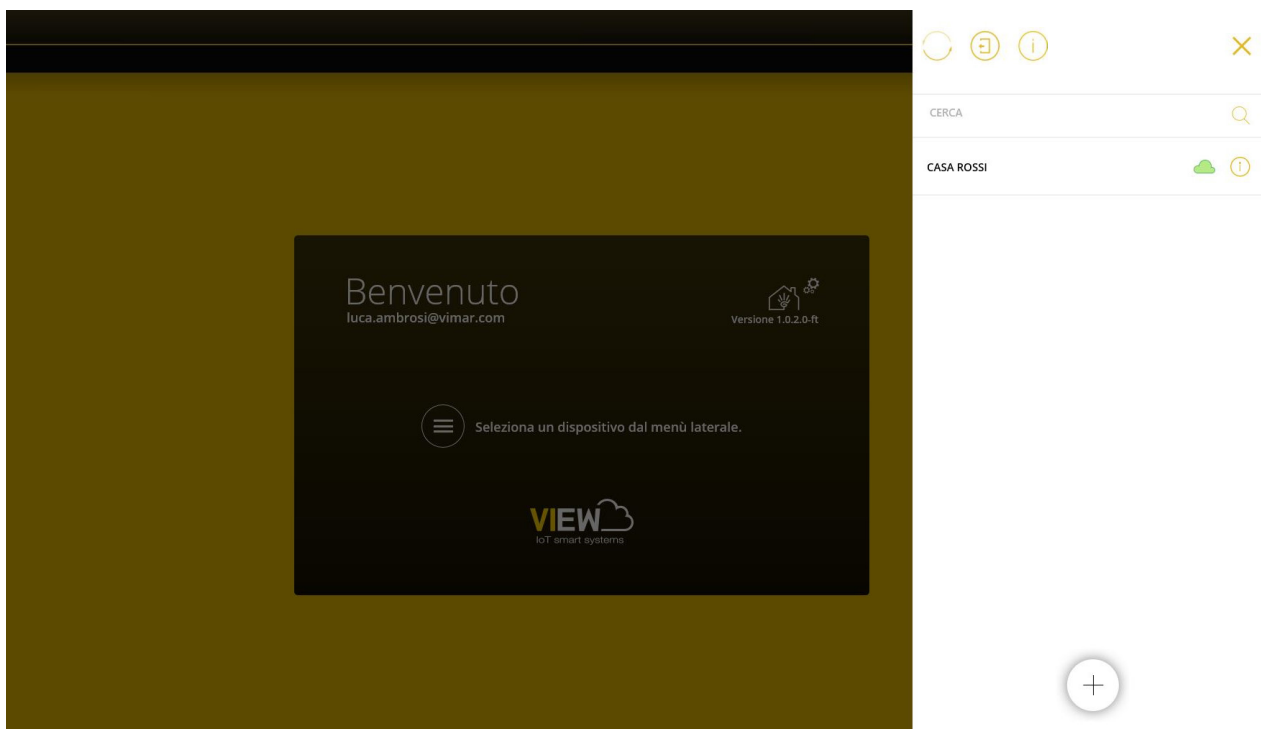 CERCA
CASA ROSSI
Benvenuto
luca.ambrosi@vimar.com
Versione 1.0.2.0-ft
Seleziona un dispositivo dal menù laterale.
VIEW
IoT smart systems